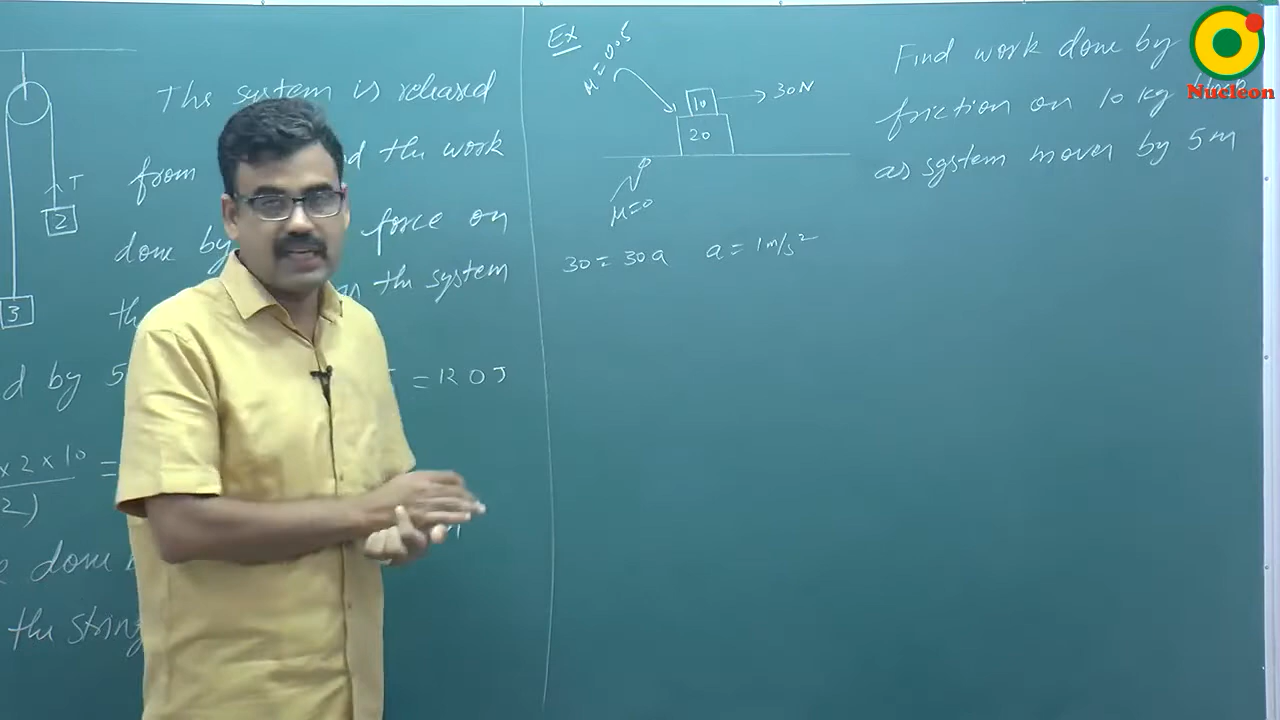 The system is released
from the work
done by force on
the system
T
2
3
d by 5
= 120 J
x 2 x 10 =
2)
done
the string
Ex
μ = 0.5
10
30 N
20
μ=0
30 = 30a a = 1 m/s²
Find work done by
friction on 10 kg
as system moves by 5m
Nucleon